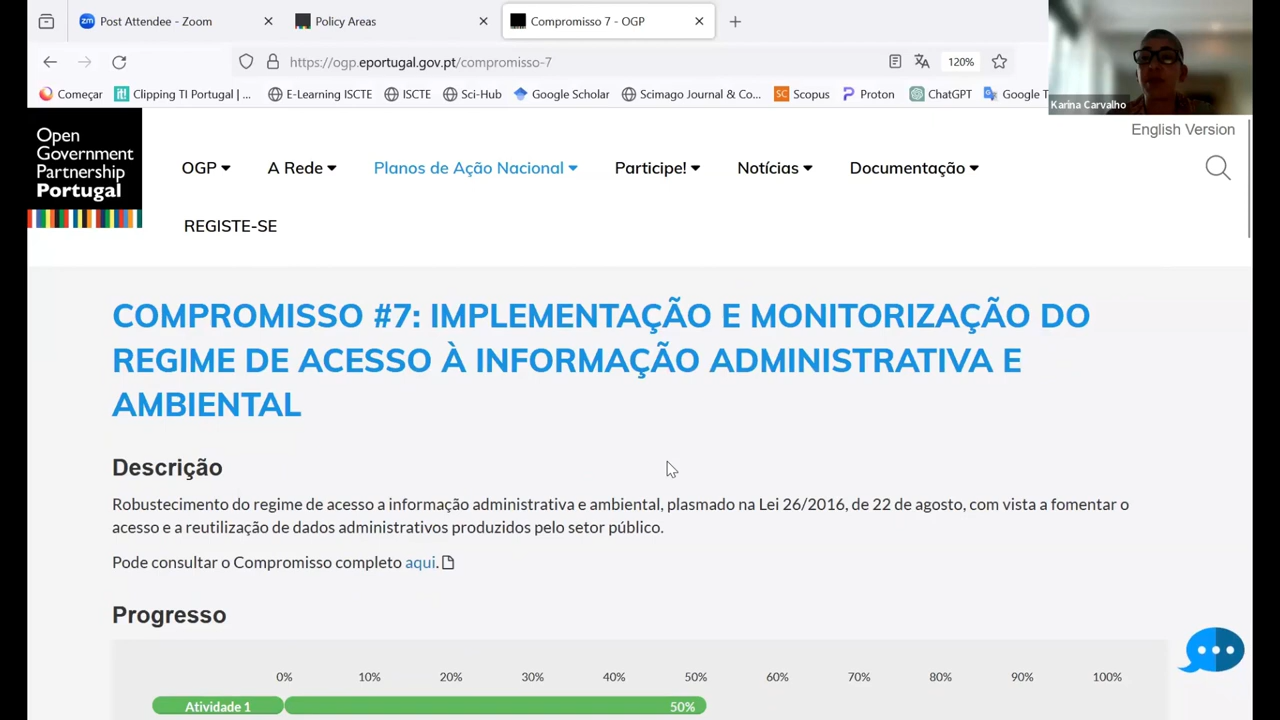 Post Attendee - Zoom
Policy Areas
Compromisso 7 - OGP
https://ogp.eportugal.gov.pt/compromisso-7
120%
Começar
Clipping TI Portugal | ...
E-Learning ISCTE
ISCTE
Sci-Hub
Google Scholar
Scimago Journal & Co...
Scopus
Proton
ChatGPT
Google T
Karina Carvalho
English Version
Open
Government
Partnership
Portugal
OGP
A Rede
Planos de Ação Nacional
Participe!
Notícias
Documentação
REGISTE-SE
COMPROMISSO #7: IMPLEMENTAÇÃO E MONITORIZAÇÃO DO
REGIME DE ACESSO À INFORMAÇÃO ADMINISTRATIVA E
AMBIENTAL
Descrição
Robustecimento do regime de acesso a informação administrativa e ambiental, plasmado na Lei 26/2016, de 22 de agosto, com vista a fomentar o
acesso e a reutilização de dados administrativos produzidos pelo setor público.
Pode consultar o Compromisso completo aqui.
Progresso
0% 10% 20% 30% 40% 50% 60% 70% 80% 90% 100%
Atividade 1 50%